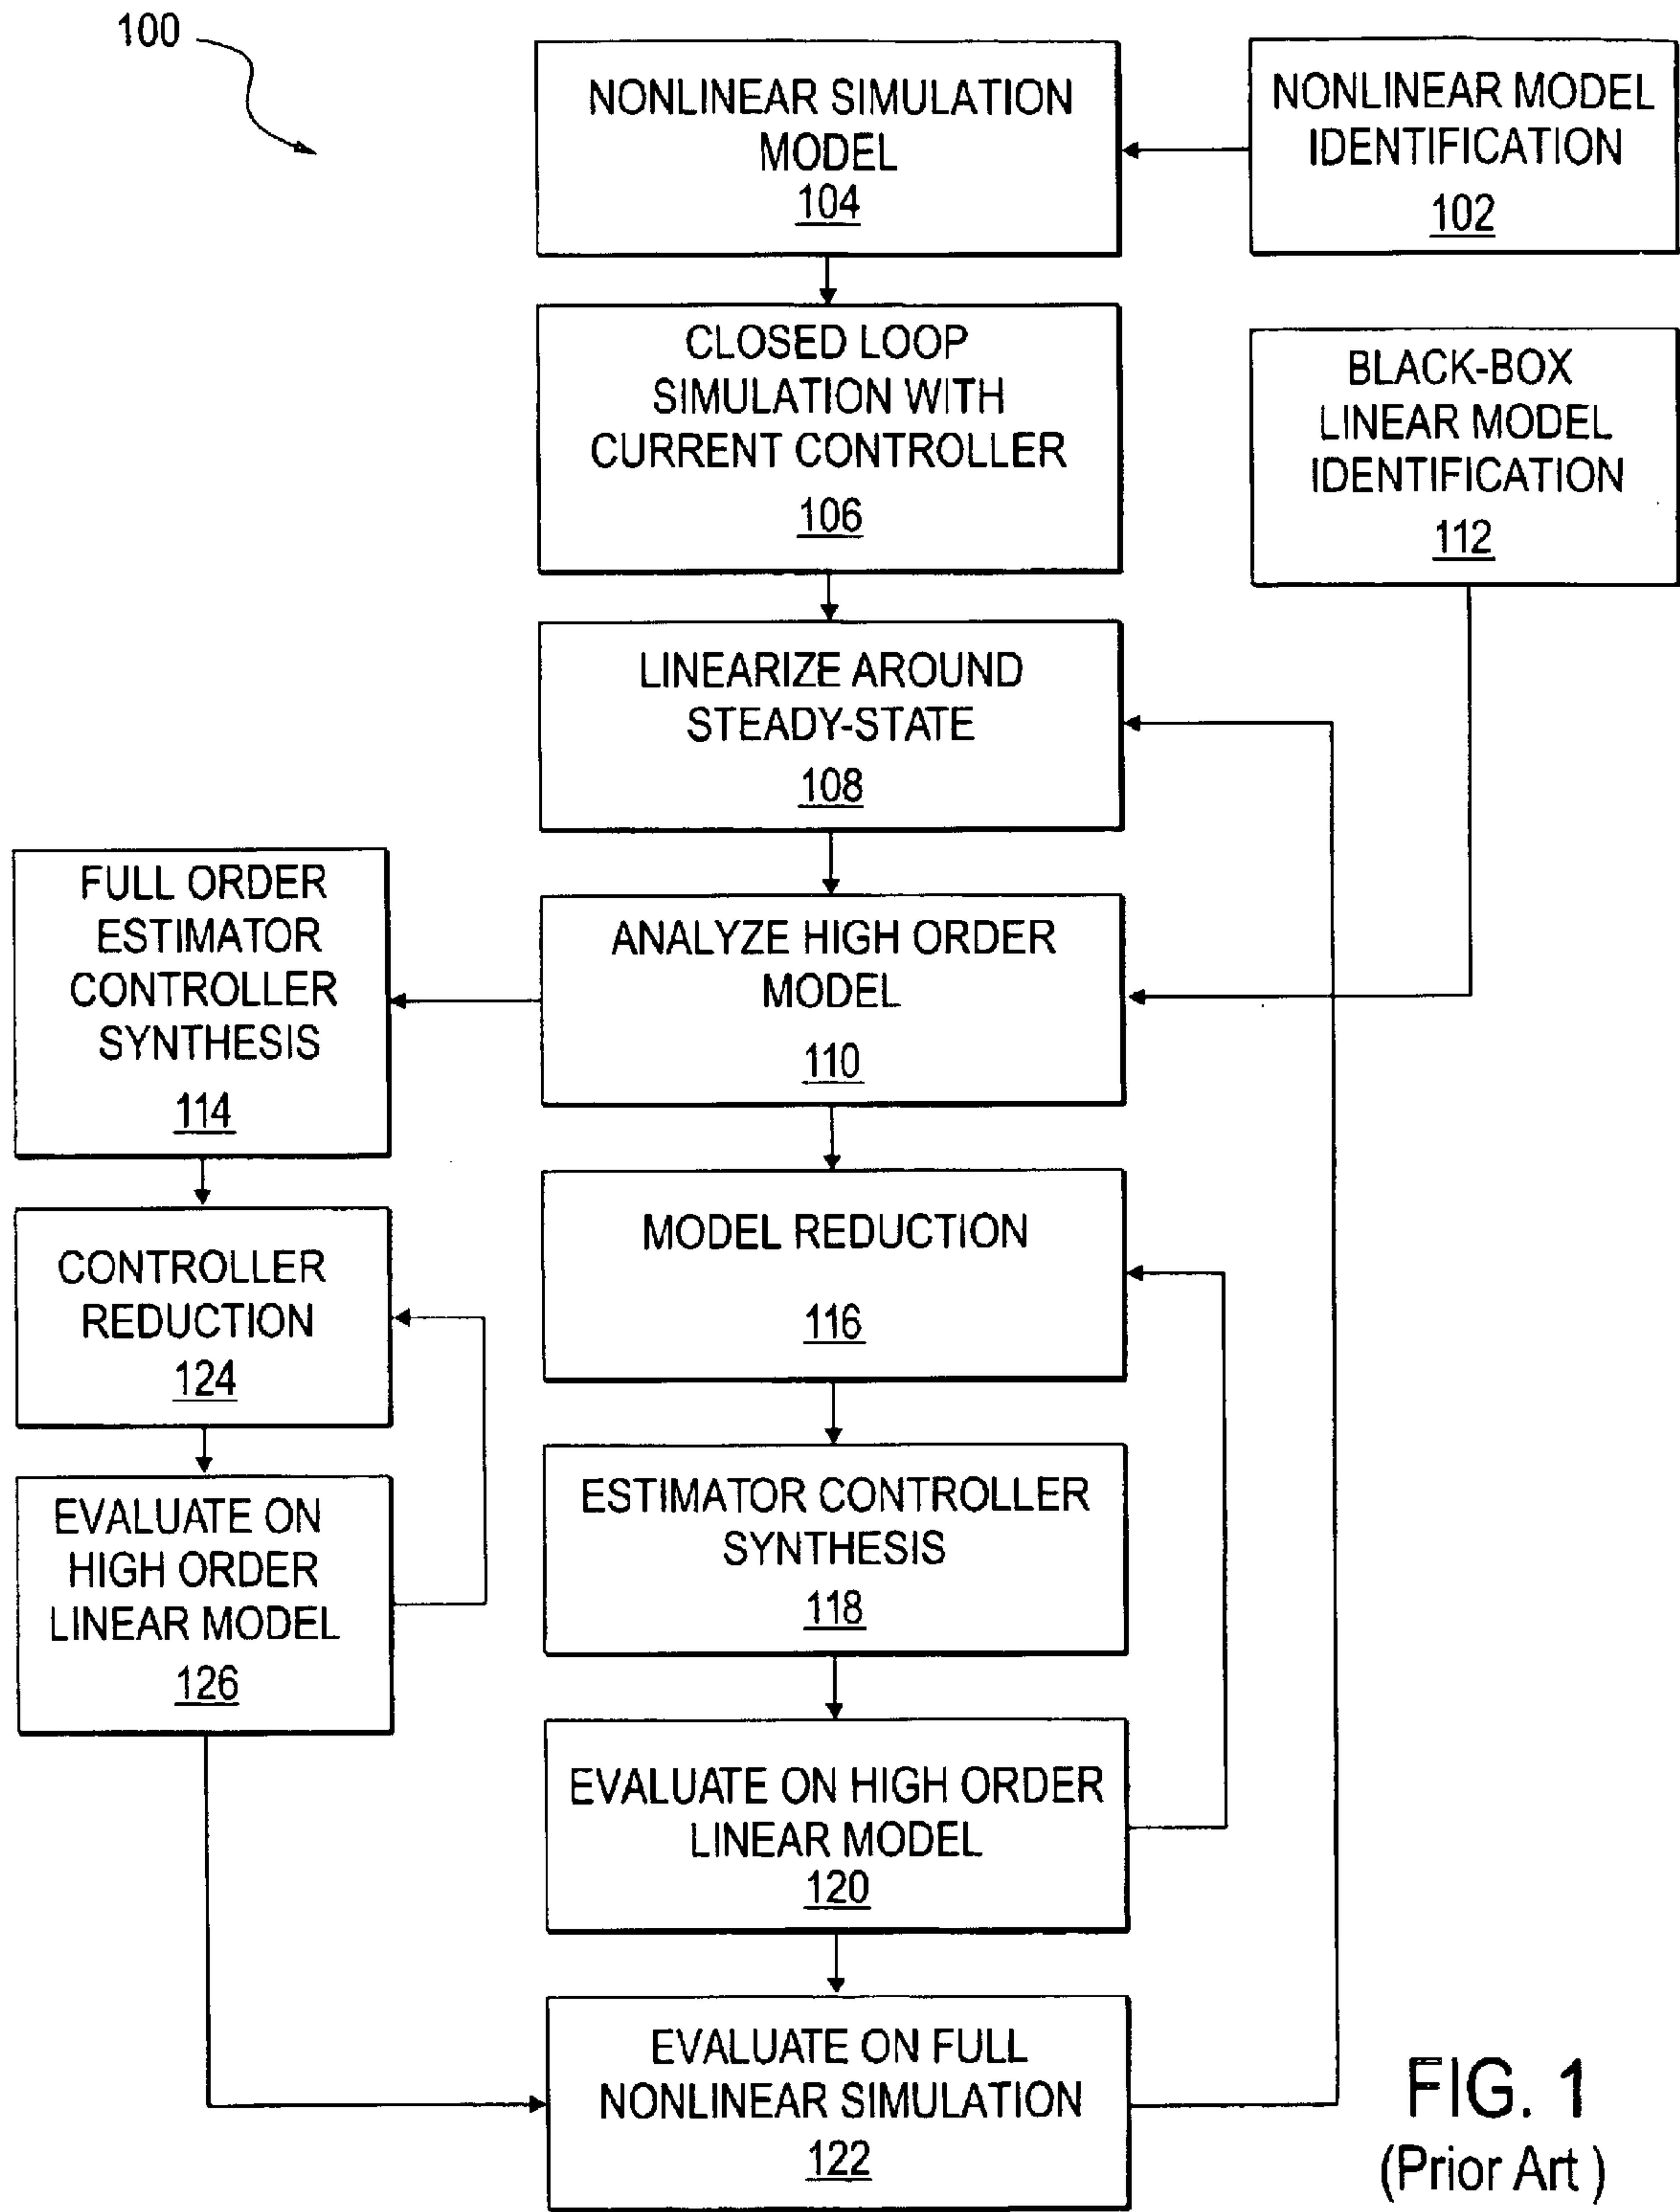 100
NONLINEAR SIMULATION
MODEL
104
NONLINEAR MODEL
IDENTIFICATION
102
CLOSED LOOP
SIMULATION WITH
CURRENT CONTROLLER
106
BLACK-BOX
LINEAR MODEL
IDENTIFICATION
112
LINEARIZE AROUND
STEADY-STATE
108
FULL ORDER
ESTIMATOR
CONTROLLER
SYNTHESIS
114
ANALYZE HIGH ORDER
MODEL
110
CONTROLLER
REDUCTION
124
MODEL REDUCTION
116
EVALUATE ON
HIGH ORDER
LINEAR MODEL
126
ESTIMATOR CONTROLLER
SYNTHESIS
118
EVALUATE ON HIGH ORDER
LINEAR MODEL
120
EVALUATE ON FULL
NONLINEAR SIMULATION
122
FIG. 1
(Prior Art )